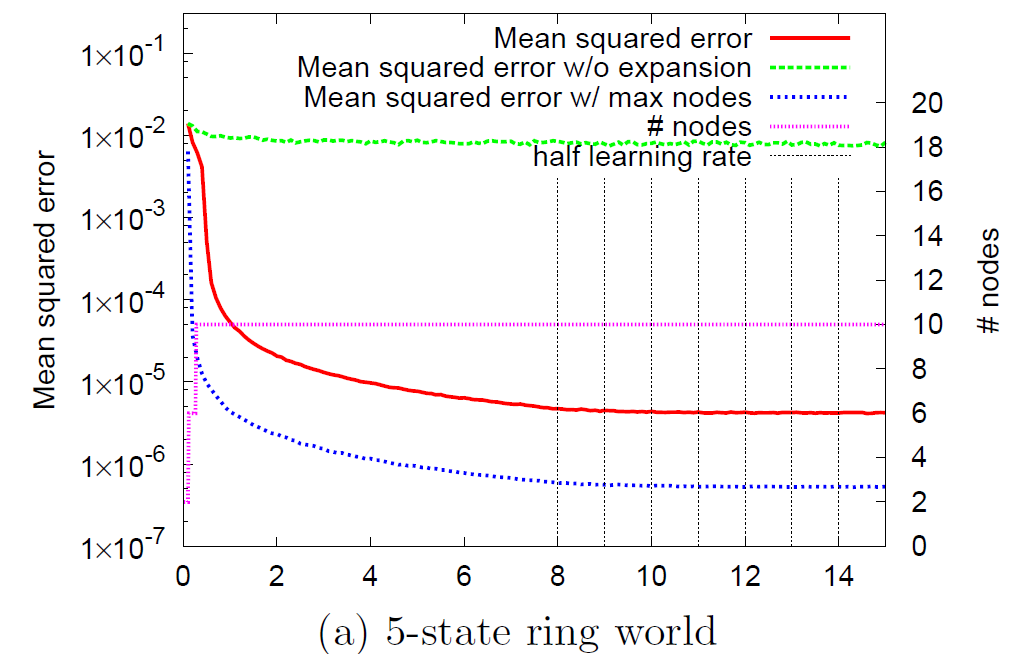 Mean squared error
Mean squared error w/o expansion
Mean squared error w/ max nodes
# nodes
half learning rate
Mean squared error
1×10^-1
1×10^-2
1×10^-3
1×10^-4
1×10^-5
1×10^-6
1×10^-7
20
18
16
14
12
10
8
6
4
2
0
# nodes
0 2 4 6 8 10 12 14
(a) 5-state ring world